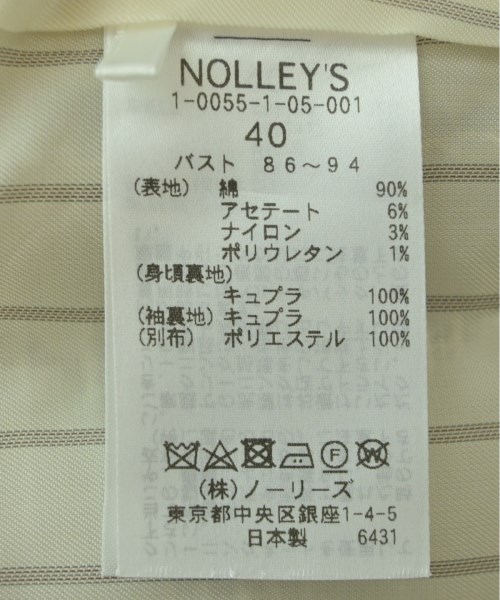 NOLLEY'S
1-0055-1-05-001
40
バスト 86〜94
(表地) 綿 90%
アセテート 6%
ナイロン 3%
ポリウレタン 1%
(身頃裏地)
キュプラ 100%
(袖裏地) キュプラ 100%
(別布) ポリエステル 100%
F W
(株)ノーリーズ
東京都中央区銀座1-4-5
日本製 6431